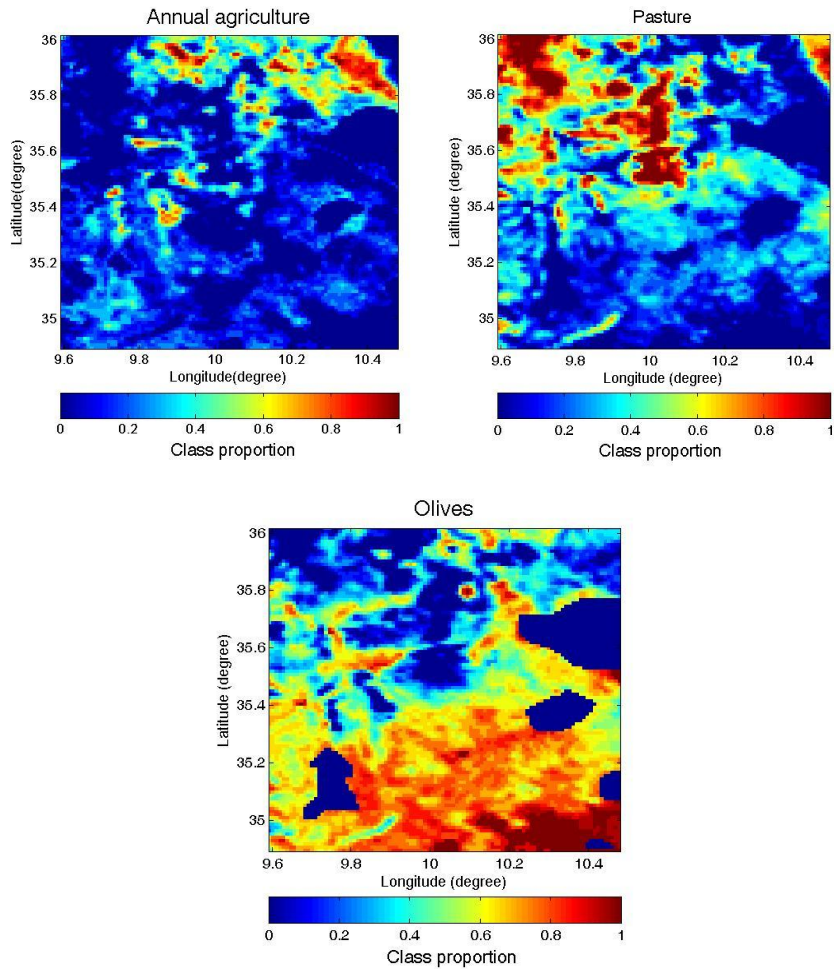 Annual agriculture
36
35.8
35.6
35.4
35.2
35
Latitude(degree)
9.6 9.8 10 10.2 10.4
Longitude(degree)
0 0.2 0.4 0.6 0.8 1
Class proportion
Pasture
36
35.8
35.6
35.4
35.2
35
Latitude (degree)
9.6 9.8 10 10.2 10.4
Longitude (degree)
0 0.2 0.4 0.6 0.8 1
Class proportion
Olives
36
35.8
35.6
35.4
35.2
35
Latitude (degree)
9.6 9.8 10 10.2 10.4
Longitude (degree)
0 0.2 0.4 0.6 0.8 1
Class proportion